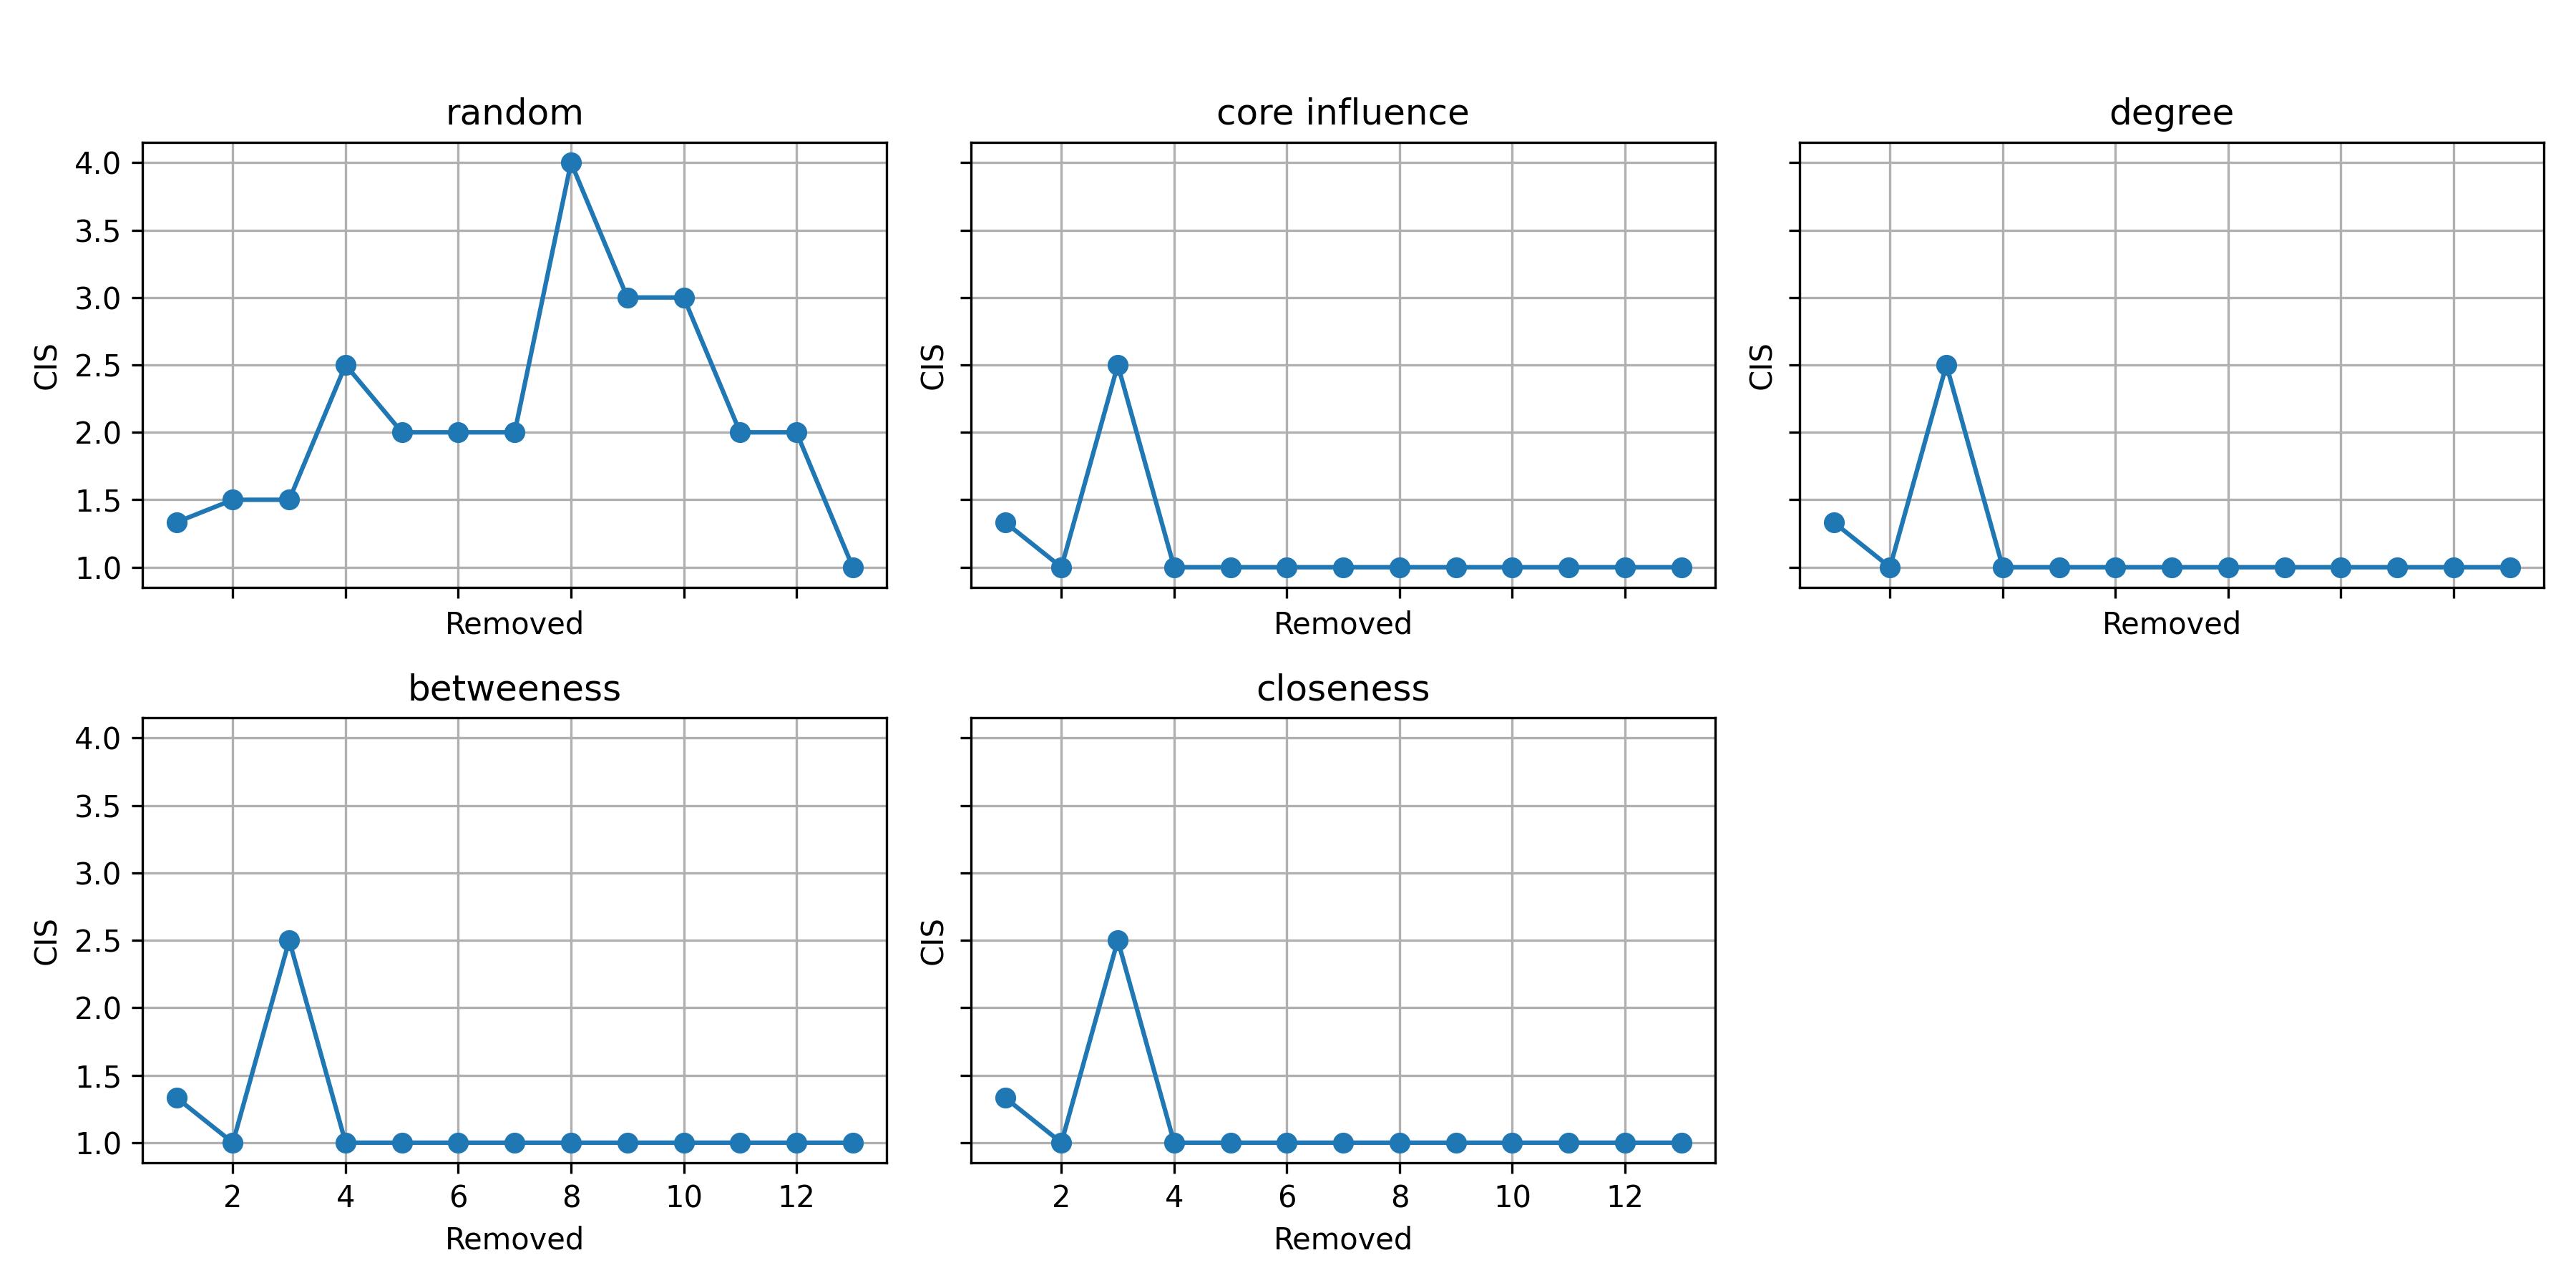 random
core influence
degree
4.0
3.5
3.0
2.5
2.0
1.5
1.0
CIS
CIS
CIS
Removed
Removed
Removed
betweeness
closeness
4.0
3.5
3.0
2.5
2.0
1.5
1.0
CIS
CIS
2 4 6 8 10 12
2 4 6 8 10 12
Removed
Removed